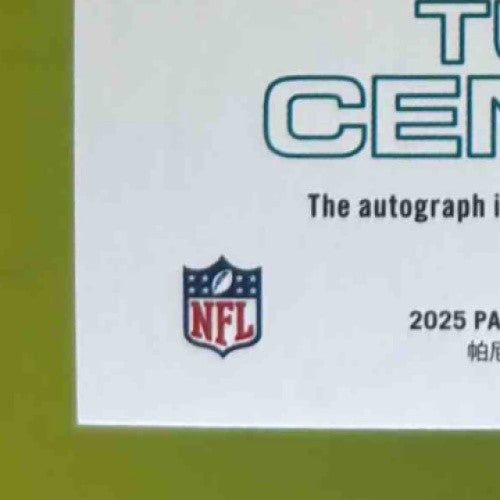 TU
CEN
The autograph i
NFL
2025 PA
帕尼